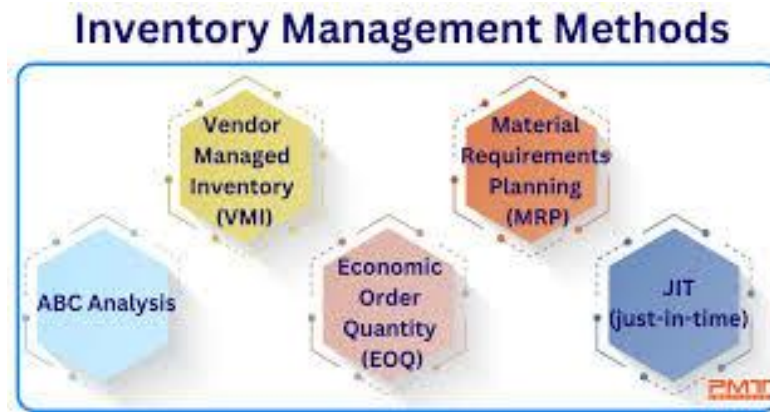 Inventory Management Methods
Vendor
Managed
Inventory
(VMI)
Material
Requirements
Planning
(MRP)
ABC Analysis
Economic
Order
Quantity
(EOQ)
JIT
(just-in-time)